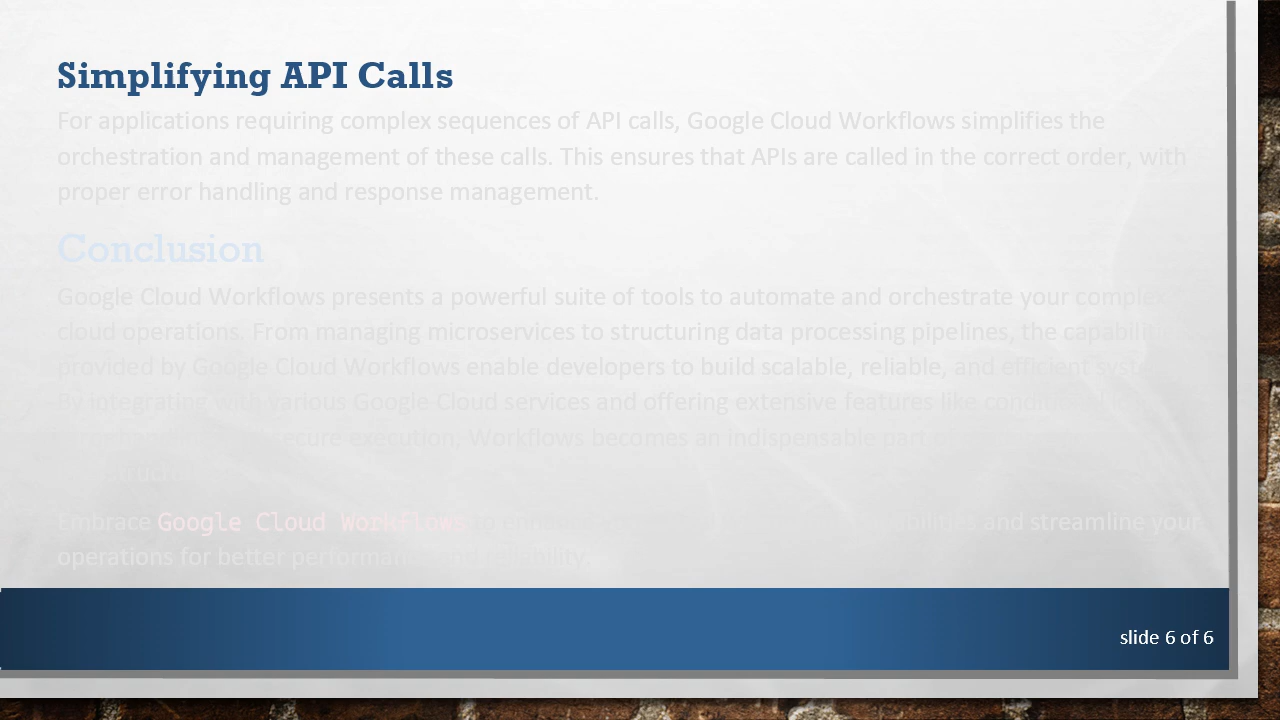 Simplifying API Calls
For applications requiring complex sequences of API calls, Google Cloud Workflows simplifies the
orchestration and management of these calls. This ensures that APIs are called in the correct order, with
proper error handling and response management.
Conclusion
Google Cloud Workflows presents a powerful suite of tools to automate and orchestrate your complex
cloud operations. From managing microservices to structuring data processing pipelines, the
provided by Google Cloud Workflows enable developers to build scalable, reliable, and efficient
By integrating with various Google Cloud services and offering extensive features like conditional
secure execution, Workflows becomes an indispensable part of
Embrace Google Cloud Workflows to enhance and streamline your
operations for better performance and reliability.
slide 6 of 6